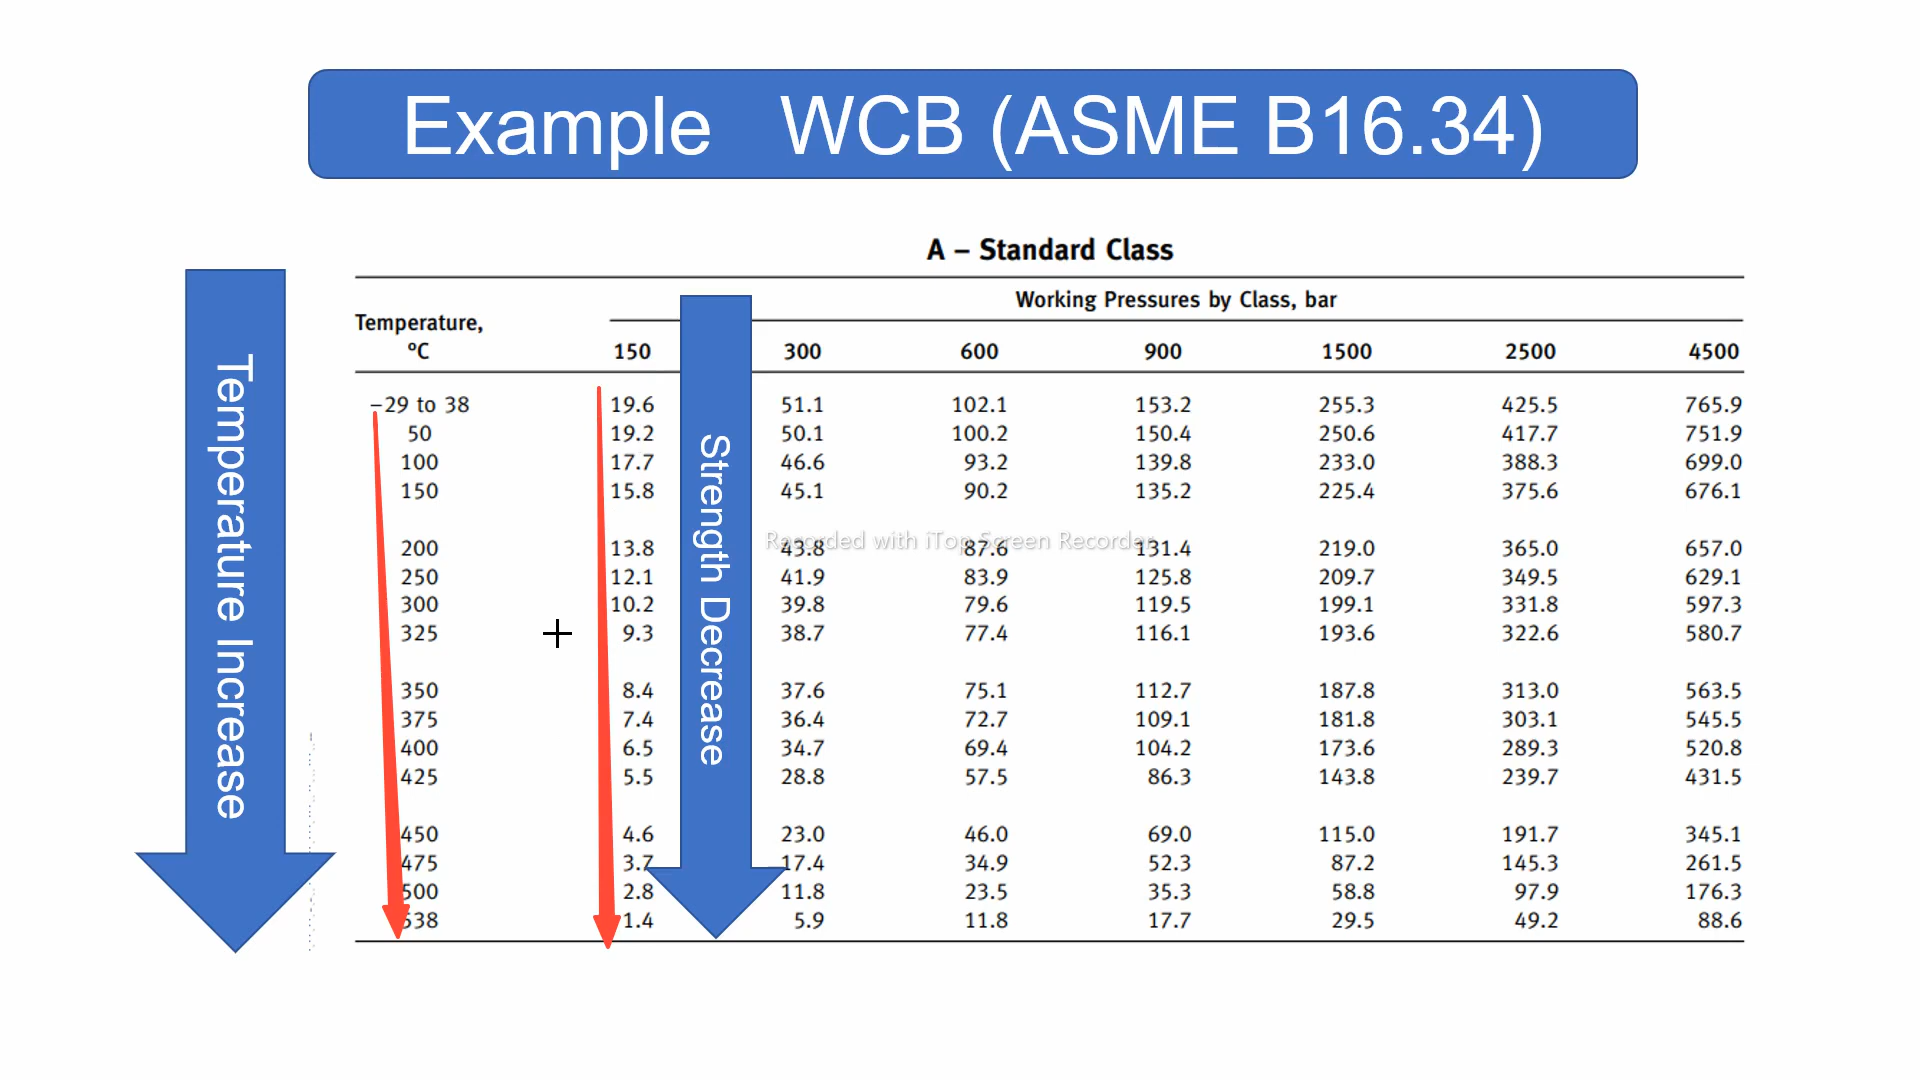 Example WCB (ASME B16.34)
A – Standard Class
Working Pressures by Class, bar
Temperature,
ºC 150 300 600 900 1500 2500 4500
–29 to 38 19.6 51.1 102.1 153.2 255.3 425.5 765.9
50 19.2 50.1 100.2 150.4 250.6 417.7 751.9
100 17.7 46.6 93.2 139.8 233.0 388.3 699.0
150 15.8 45.1 90.2 135.2 225.4 375.6 676.1
200 13.8 43.8 87.6 131.4 219.0 365.0 657.0
250 12.1 41.9 83.9 125.8 209.7 349.5 629.1
300 10.2 39.8 79.6 119.5 199.1 331.8 597.3
325 9.3 38.7 77.4 116.1 193.6 322.6 580.7
350 8.4 37.6 75.1 112.7 187.8 313.0 563.5
375 7.4 36.4 72.7 109.1 181.8 303.1 545.5
400 6.5 34.7 69.4 104.2 173.6 289.3 520.8
425 5.5 28.8 57.5 86.3 143.8 239.7 431.5
450 4.6 23.0 46.0 69.0 115.0 191.7 345.1
475 3.7 17.4 34.9 52.3 87.2 145.3 261.5
500 2.8 11.8 23.5 35.3 58.8 97.9 176.3
538 1.4 5.9 11.8 17.7 29.5 49.2 88.6
Temperature Increase
Strength Decrease
Recorded with iTop Screen Recorder